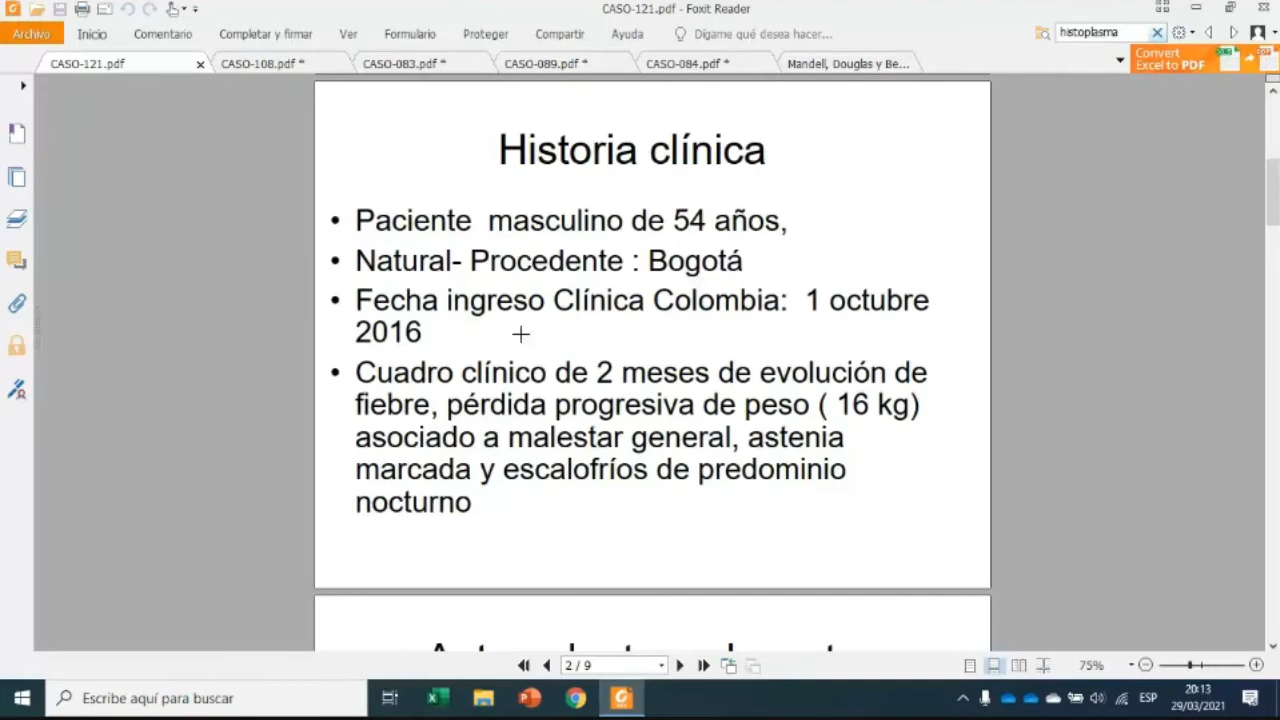 CASO-121.pdf - Foxit Reader
Archivo Inicio Comentario Completar y firmar Ver Formulario Proteger Compartir Ayuda Dígame qué desea hacer... histoplasma
CASO-121.pdf CASO-108.pdf * CASO-083.pdf * CASO-089.pdf * CASO-084.pdf * Mandell, Douglas y Be...
Convert
Excel to PDF
Historia clínica
• Paciente masculino de 54 años,
• Natural- Procedente : Bogotá
• Fecha ingreso Clínica Colombia: 1 octubre
2016
• Cuadro clínico de 2 meses de evolución de
fiebre, pérdida progresiva de peso ( 16 kg)
asociado a malestar general, astenia
marcada y escalofríos de predominio
nocturno
2 / 9
75%
Escribe aquí para buscar
ESP
20:13
29/03/2021